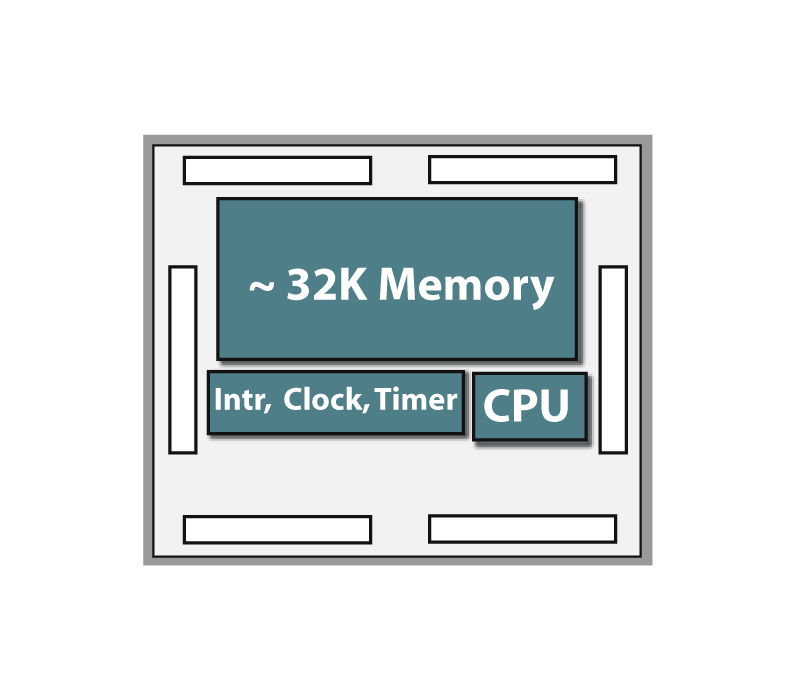 ~ 32K Memory
Intr, Clock, Timer
CPU